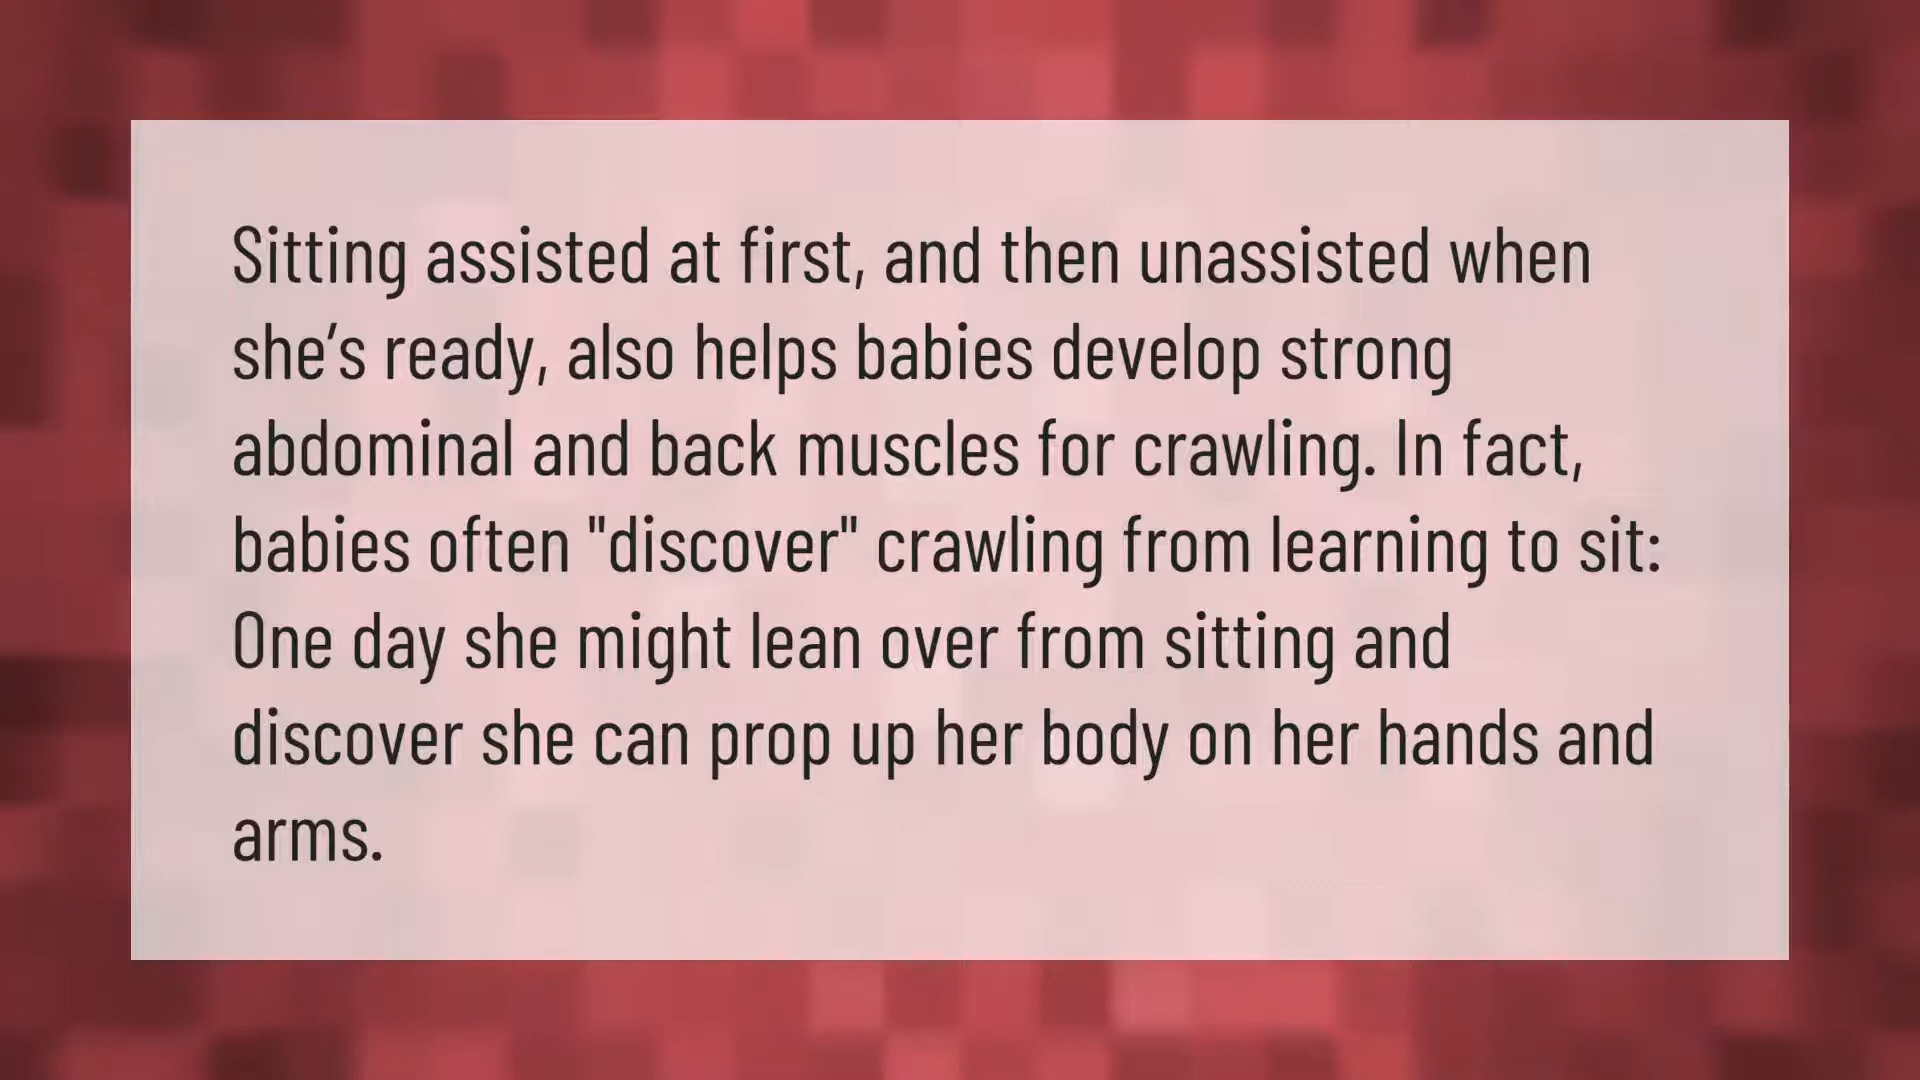 Sitting assisted at first, and then unassisted when
she’s ready, also helps babies develop strong
abdominal and back muscles for crawling. In fact,
babies often "discover" crawling from learning to sit:
One day she might lean over from sitting and
discover she can prop up her body on her hands and
arms.